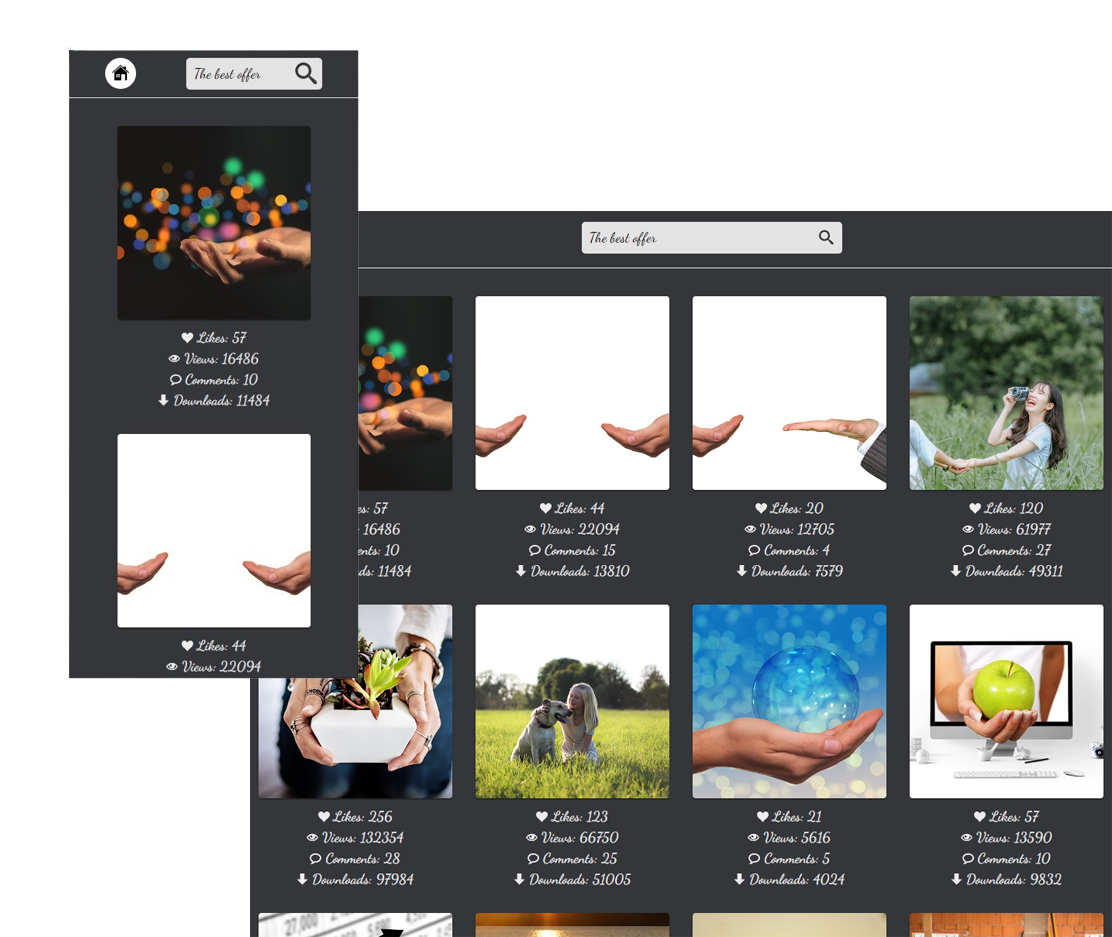 The best offer
Likes: 57
Views: 16486
Comments: 10
Downloads: 11484
Likes: 44
Views: 22094
The best offer
57
16486
10
11484
Likes: 44
Views: 22094
Comments: 15
Downloads: 13810
Likes: 20
Views: 12705
Comments: 4
Downloads: 7579
Likes: 120
Views: 61977
Comments: 27
Downloads: 49311
Likes: 256
Views: 132354
Comments: 28
Downloads: 97984
Likes: 123
Views: 66750
Comments: 25
Downloads: 51005
Likes: 21
Views: 5616
Comments: 5
Downloads: 4024
Likes: 57
Views: 13590
Comments: 10
Downloads: 9832
27,000